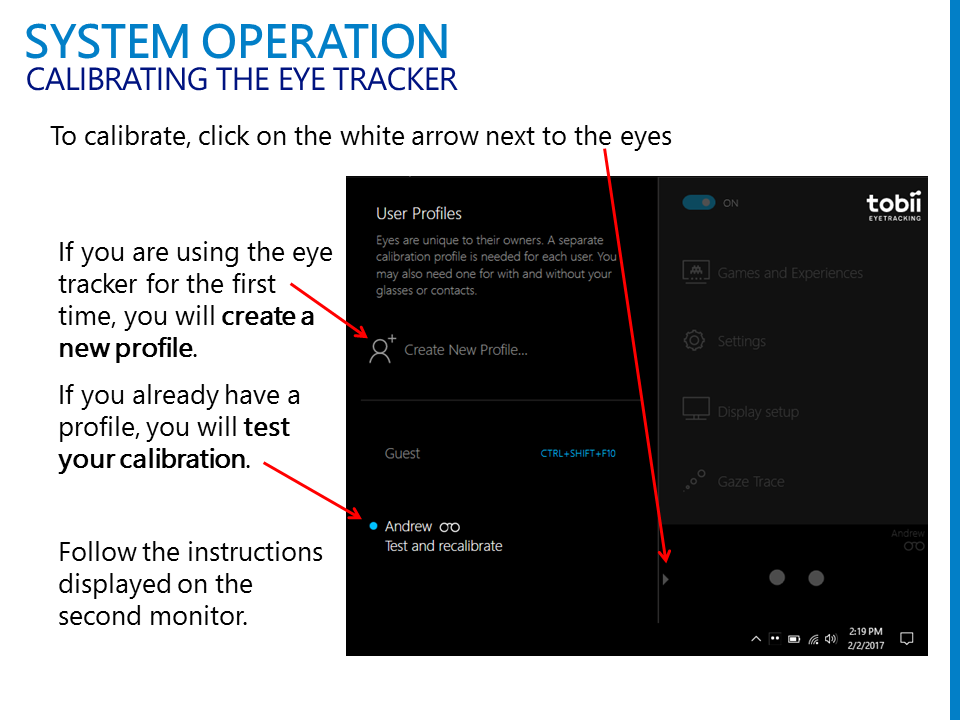 SYSTEM OPERATION
CALIBRATING THE EYE TRACKER
To calibrate, click on the white arrow next to the eyes
If you are using the eye
tracker for the first
time, you will create a
new profile.
If you already have a
profile, you will test
your calibration.
Follow the instructions
displayed on the
second monitor.
User Profiles
Eyes are unique to their owners. A separate
calibration profile is needed for each user. You
may also need one for with and without your
glasses or contacts.
Create New Profile...
Guest CTRL+SHIFT+F10
Andrew
Test and recalibrate
ON
tobii
EYETRACKING
Games and Experiences
Settings
Display setup
Gaze Trace
Andrew
2:19 PM
2/2/2017